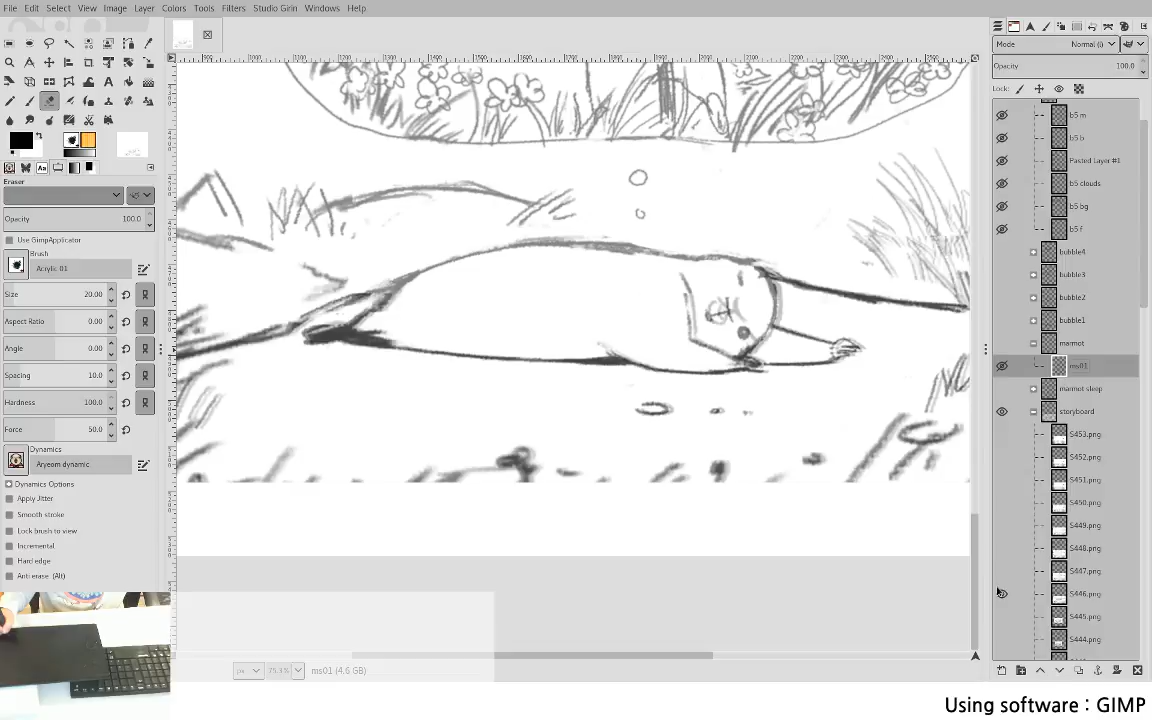 File Edit Select View Image Layer Colors Tools Filters Studio Girin Windows Help
Mode Normal (l)
Opacity 100.0
Lock:
Eraser
Opacity 100.0
Use GimpApplicator
Brush
Acrylic 01
Size 20.00
Aspect Ratio 0.00
Angle 0.00
Spacing 10.0
Hardness 100.0
Force 50.0
Dynamics
Aryeom dynamic
Dynamics Options
Apply Jitter
Smooth stroke
Lock brush to view
Incremental
Hard edge
Anti erase (Alt)
b5 m
b5 b
Pasted Layer #1
b5 clouds
b5 bg
b5 f
bubble4
bubble3
bubble2
bubble1
marmot
ms01
marmot sleep
storyboard
S453.png
S452.png
S451.png
S450.png
S449.png
S448.png
S447.png
S446.png
S445.png
S444.png
px 75.3% ms01 (4.6 GB)
Using software : GIMP